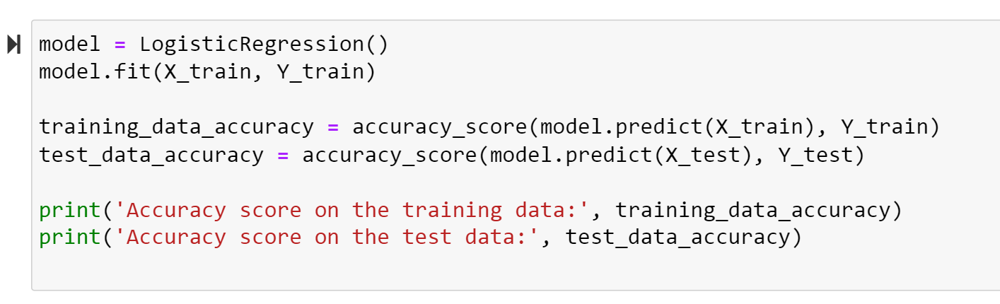 model = LogisticRegression()
model.fit(X_train, Y_train)
training_data_accuracy = accuracy_score(model.predict(X_train), Y_train)
test_data_accuracy = accuracy_score(model.predict(X_test), Y_test)
print('Accuracy score on the training data:', training_data_accuracy)
print('Accuracy score on the test data:', test_data_accuracy)